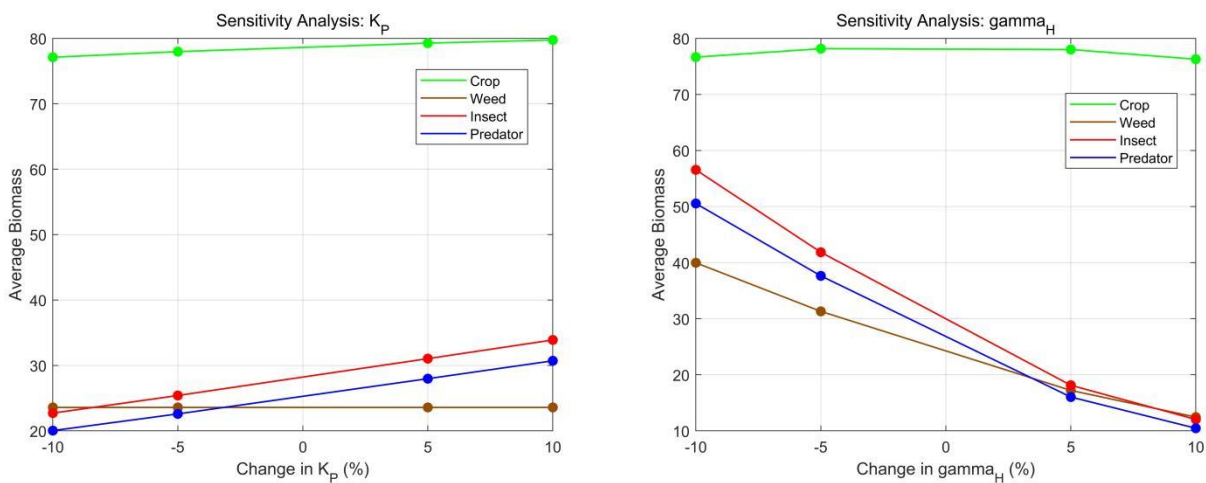 Sensitivity Analysis: K_P
80
70
60
50
40
30
20
-10
-5
0
5
10
Average Biomass
Change in K_P (%)
Crop
Weed
Insect
Predator
Sensitivity Analysis: gamma_H
80
70
60
50
40
30
20
10
-10
-5
0
5
10
Average Biomass
Change in gamma_H (%)
Crop
Weed
Insect
Predator